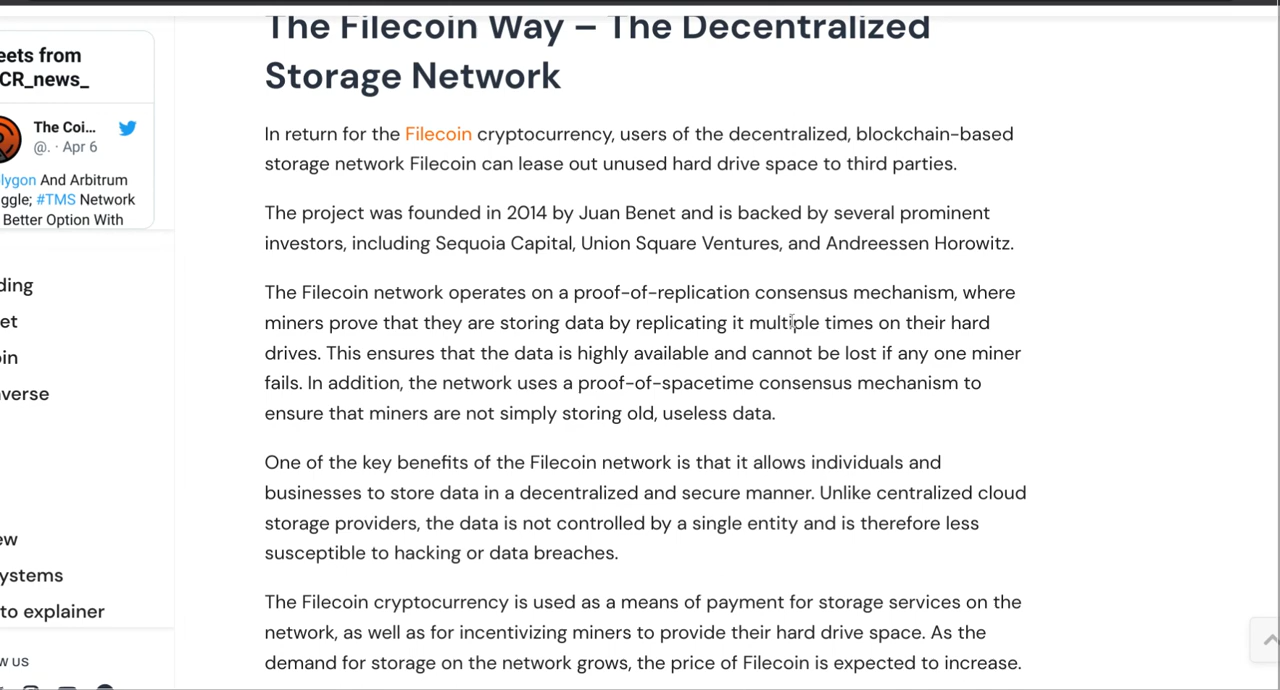 The Filecoin Way – The Decentralized
Storage Network
eets from
CR_news_
The Coi...
@. · Apr 6
lygon And Arbitrum
ggle; #TMS Network
Better Option With
In return for the Filecoin cryptocurrency, users of the decentralized, blockchain-based
storage network Filecoin can lease out unused hard drive space to third parties.
The project was founded in 2014 by Juan Benet and is backed by several prominent
investors, including Sequoia Capital, Union Square Ventures, and Andreessen Horowitz.
The Filecoin network operates on a proof-of-replication consensus mechanism, where
miners prove that they are storing data by replicating it multiple times on their hard
drives. This ensures that the data is highly available and cannot be lost if any one miner
fails. In addition, the network uses a proof-of-spacetime consensus mechanism to
ensure that miners are not simply storing old, useless data.
One of the key benefits of the Filecoin network is that it allows individuals and
businesses to store data in a decentralized and secure manner. Unlike centralized cloud
storage providers, the data is not controlled by a single entity and is therefore less
susceptible to hacking or data breaches.
The Filecoin cryptocurrency is used as a means of payment for storage services on the
network, as well as for incentivizing miners to provide their hard drive space. As the
demand for storage on the network grows, the price of Filecoin is expected to increase.
ding
et
in
verse
ew
ystems
to explainer
W US